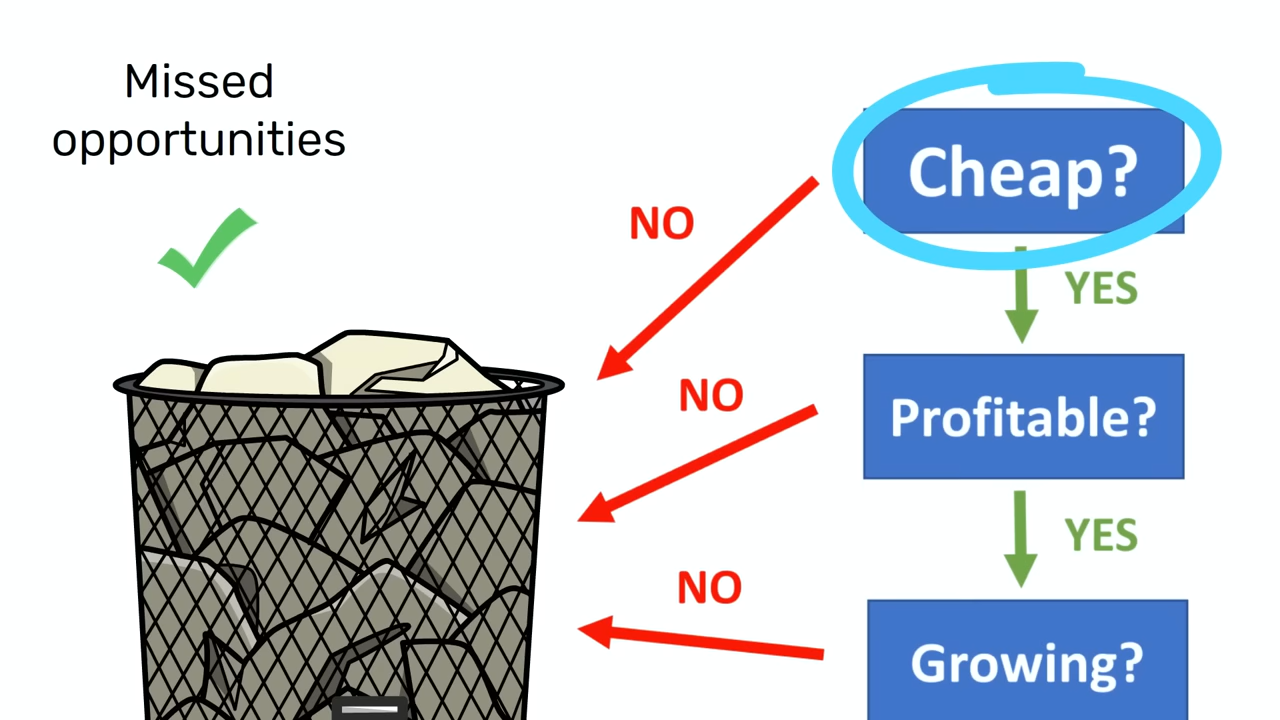 Missed
opportunities
Cheap?
NO
YES
Profitable?
NO
YES
NO
Growing?